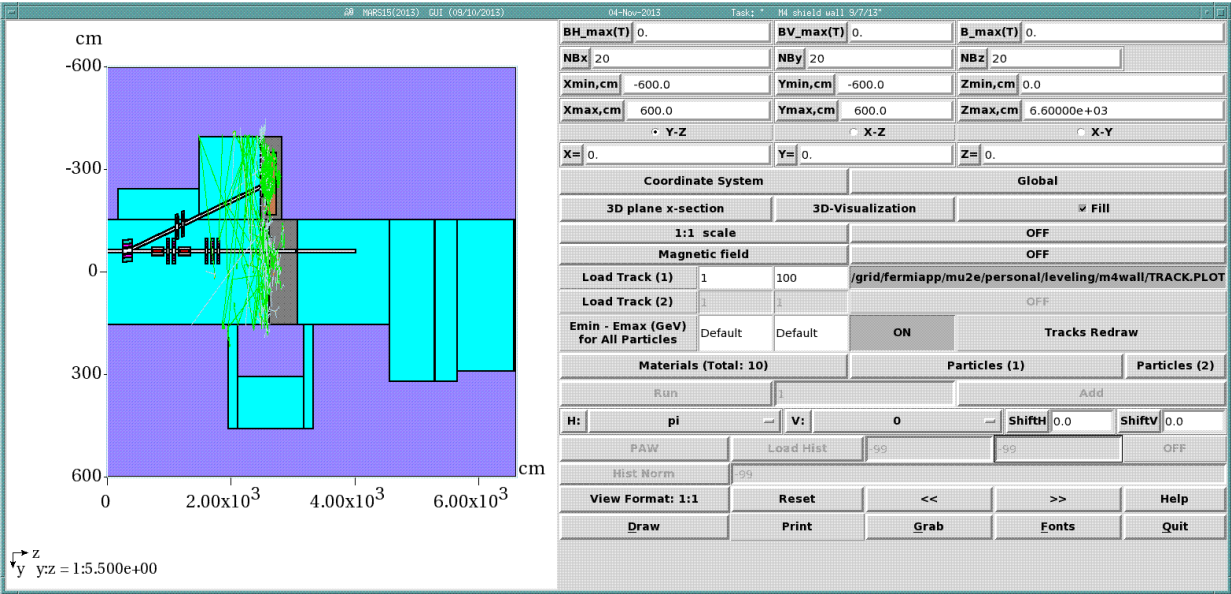 MARS15(2013) GUI (09/10/2013) 04-Nov-2013 Task: " M4 shield wall 9/7/13"
cm
-600
-300
0
300
600
cm
0 2.00x10^3 4.00x10^3 6.00x10^3
z
y y:z = 1:5.500e+00
BH_max(T) 0. BV_max(T) 0. B_max(T) 0.
NBx 20 NBy 20 NBz 20
Xmin,cm -600.0 Ymin,cm -600.0 Zmin,cm 0.0
Xmax,cm 600.0 Ymax,cm 600.0 Zmax,cm 6.60000e+03
Y-Z X-Z X-Y
X= 0. Y= 0. Z= 0.
Coordinate System Global
3D plane x-section 3D-Visualization Fill
1:1 scale OFF
Magnetic field OFF
Load Track (1) 1 100 /grid/fermiapp/mu2e/personal/leveling/m4wall/TRACK.PLOT
Load Track (2) 1 1 OFF
Emin - Emax (GeV)
for All Particles Default Default ON Tracks Redraw
Materials (Total: 10) Particles (1) Particles (2)
Run 1 Add
H: pi V: 0 ShiftH 0.0 ShiftV 0.0
PAW Load Hist -99 -99 OFF
Hist Norm -99
View Format: 1:1 Reset << >> Help
Draw Print Grab Fonts Quit